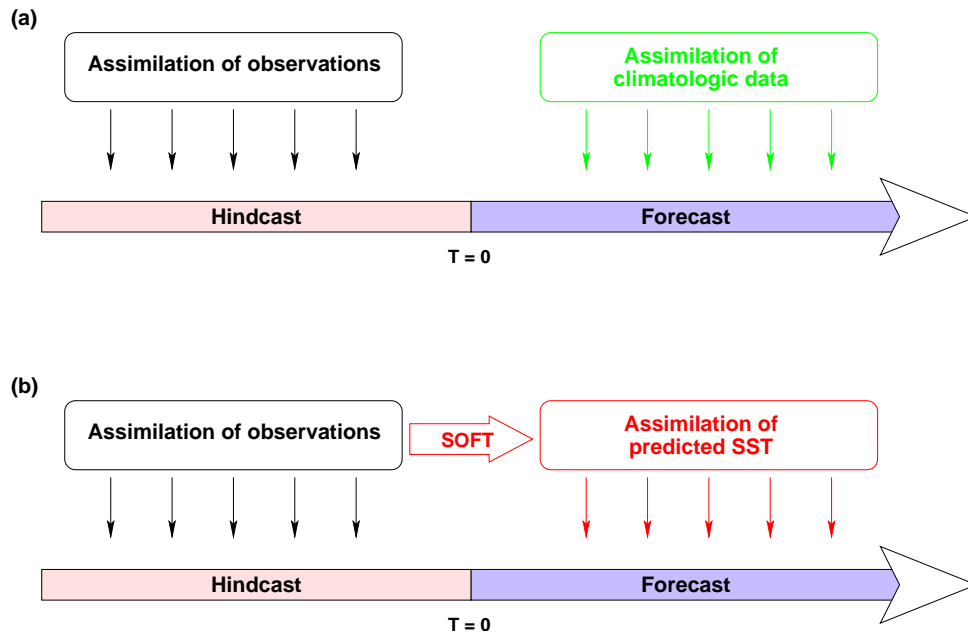 (a)
Assimilation of observations
Assimilation of
climatologic data
Hindcast
Forecast
T = 0
(b)
Assimilation of observations
SOFT
Assimilation of
predicted SST
Hindcast
Forecast
T = 0